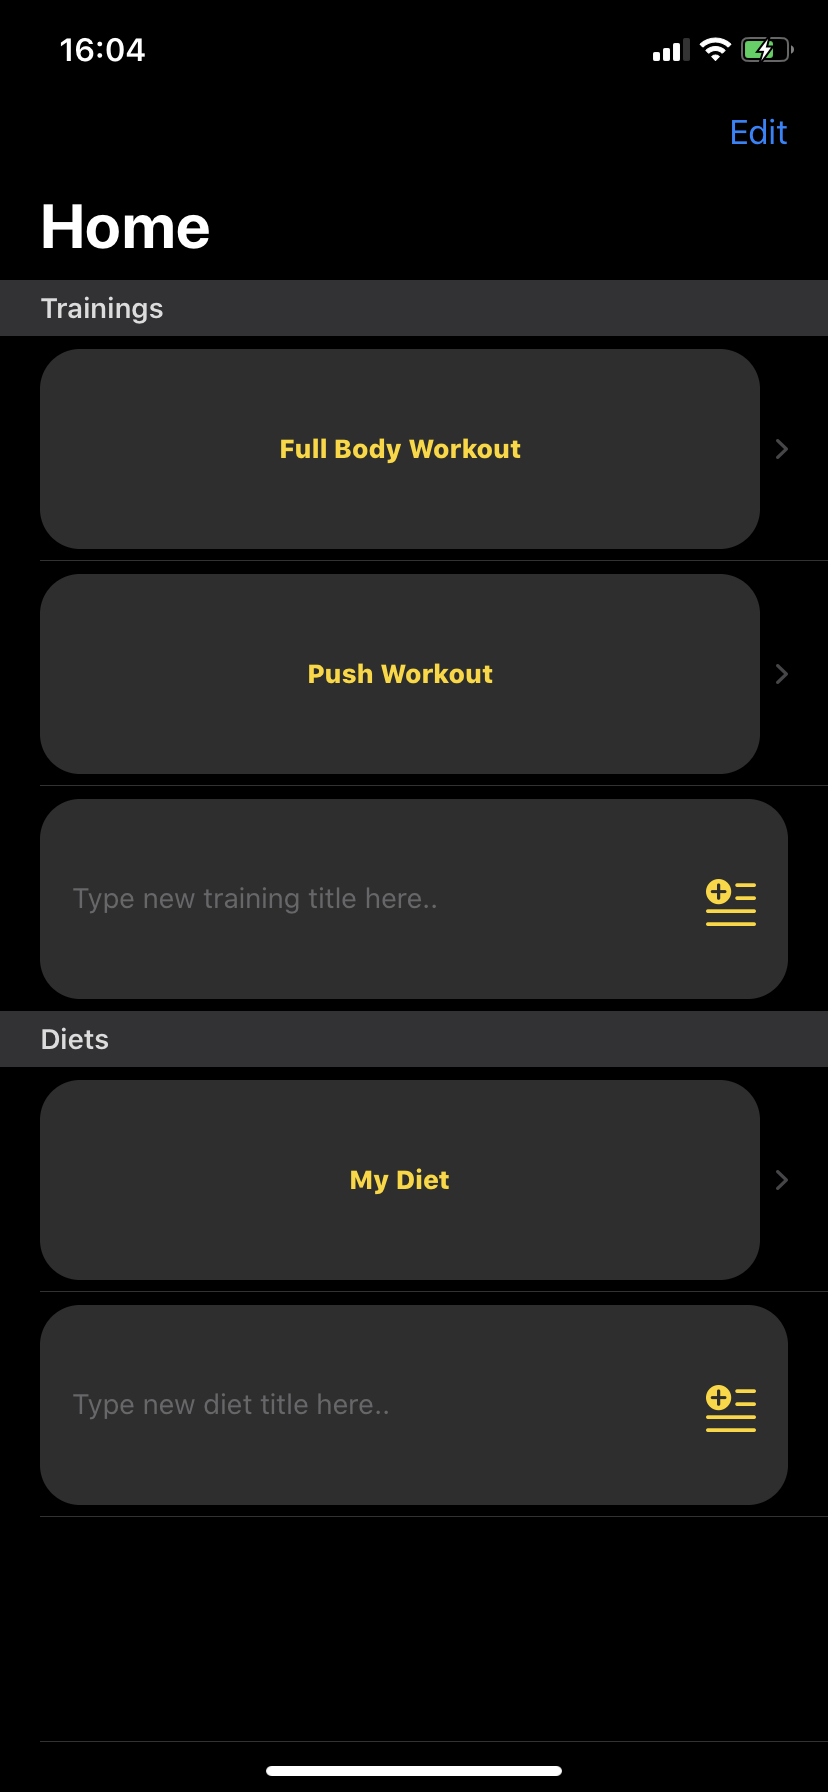 16:04
Edit
Home
Trainings
Full Body Workout
Push Workout
Type new training title here..
Diets
My Diet
Type new diet title here..